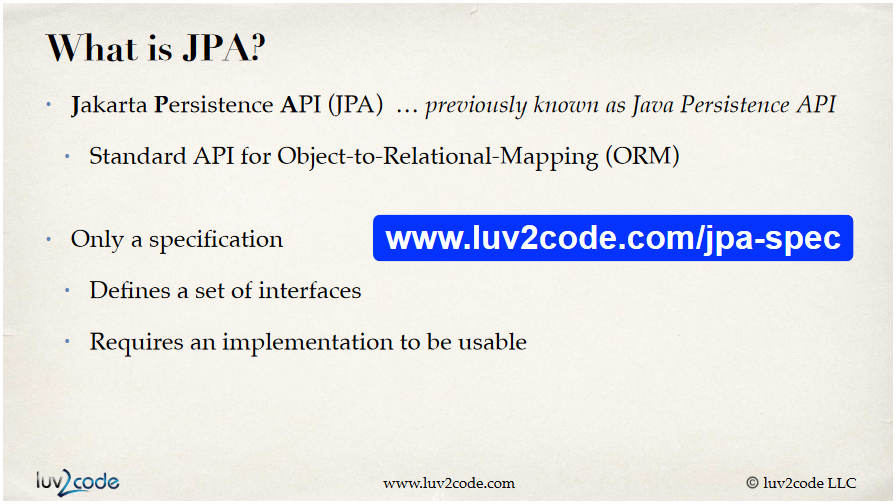 What is JPA?
• Jakarta Persistence API (JPA) … previously known as Java Persistence API
• Standard API for Object-to-Relational-Mapping (ORM)
• Only a specification
www.luv2code.com/jpa-spec
• Defines a set of interfaces
• Requires an implementation to be usable
luv2code
www.luv2code.com
© luv2code LLC